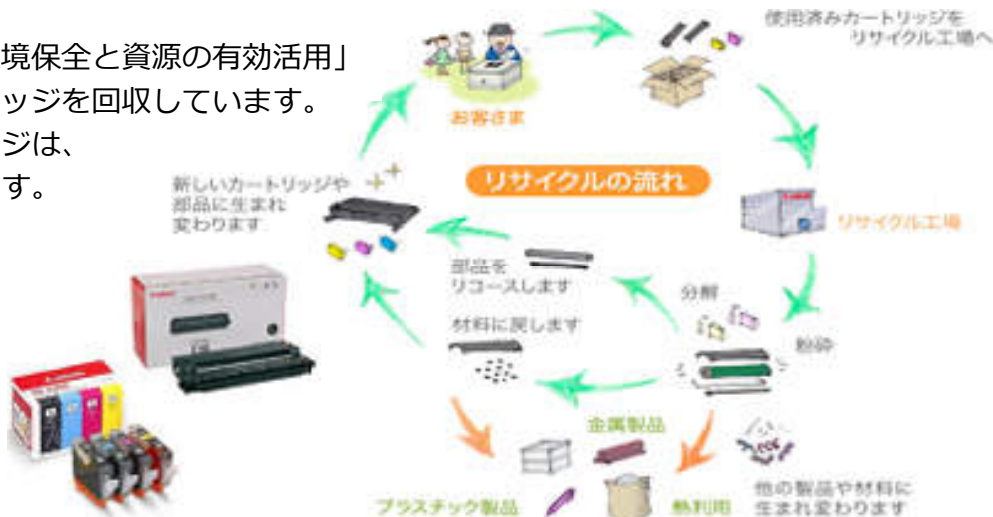 境保全と資源の有効活用」
ッジを回収しています。
ジは、
す。
使用済みカートリッジを
リサイクル工場へ
お客さま
リサイクルの流れ
新しいカートリッジや
部品に生まれ
変わります
リサイクル工場
部品を
リユースします
分解
材料に戻します
粉砕
金属製品
プラスチック製品
熱利用
他の製品や材料に
生まれ変わります